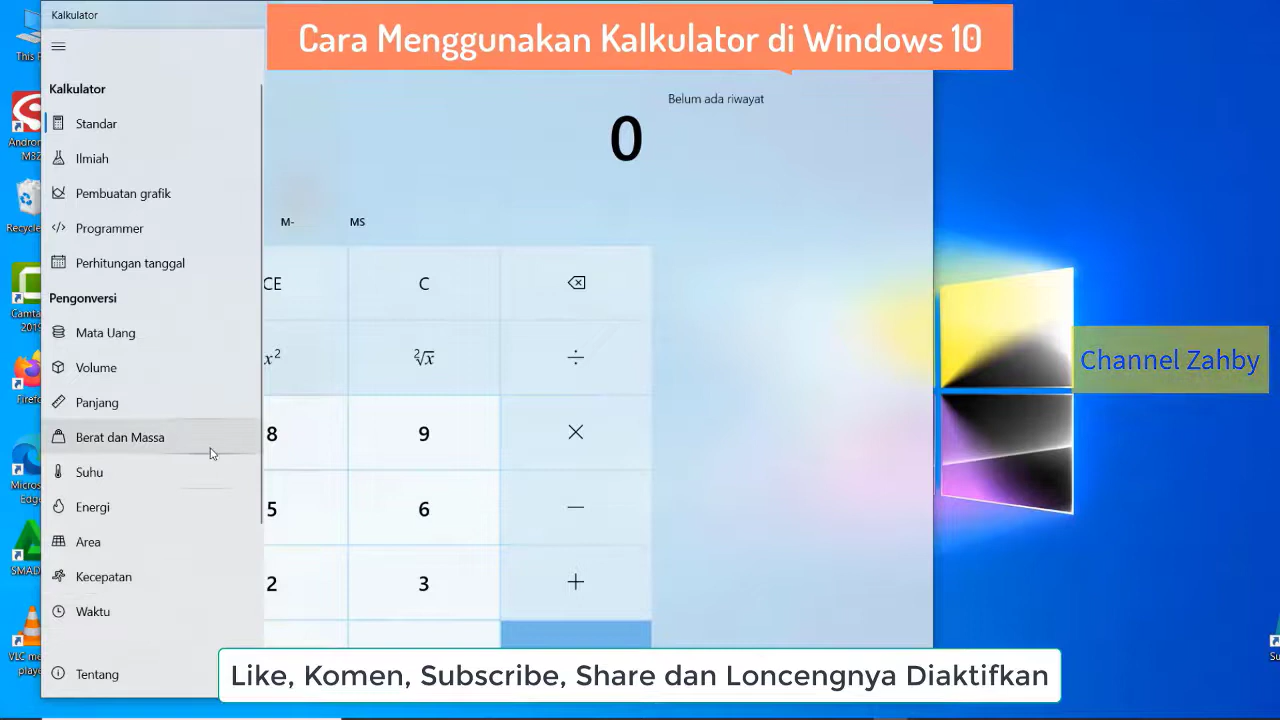 Kalkulator
Cara Menggunakan Kalkulator di Windows 10
Kalkulator
Standar
Ilmiah
Pembuatan grafik
Programmer
Perhitungan tanggal
Pengonversi
Mata Uang
Volume
Panjang
Berat dan Massa
Suhu
Energi
Area
Kecepatan
Waktu
Tentang
Belum ada riwayat
0
M- MS
CE C
x² ²√x ÷
8 9 ×
5 6 −
2 3 +
Channel Zahby
Like, Komen, Subscribe, Share dan Loncengnya Diaktifkan